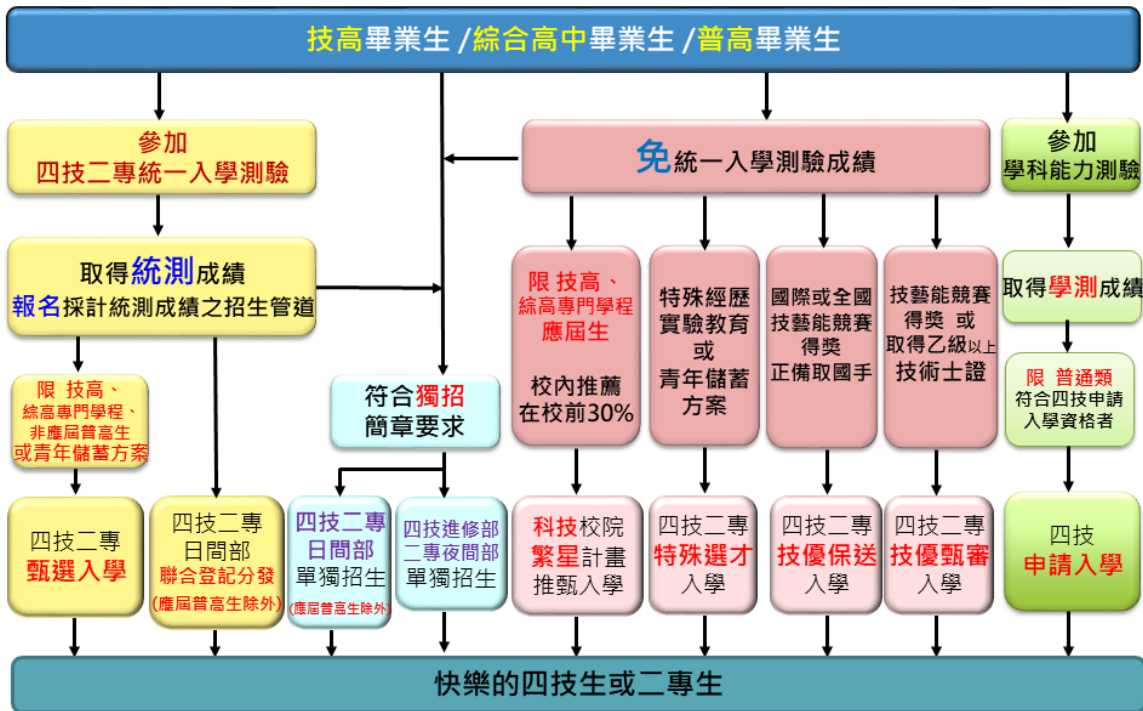 技高畢業生 /綜合高中畢業生 /普高畢業生
參加
四技二專統一入學測驗
免統一入學測驗成績
參加
學科能力測驗
取得統測成績
報名採計統測成績之招生管道
限 技高、
綜高專門學程
應屆生
校內推薦
在校前30%
特殊經歷
實驗教育
或
青年儲蓄
方案
國際或全國
技藝能競賽
得獎
正備取國手
技藝能競賽
得獎 或
取得乙級以上
技術士證
取得學測成績
限 技高、
綜高專門學程、
非應屆普高生
或青年儲蓄方案
符合獨招
簡章要求
限 普通類
符合四技申請
入學資格者
四技二專
甄選入學
四技二專
日間部
聯合登記分發
(應屆普高生除外)
四技二專
日間部
單獨招生
(應屆普高生除外)
四技進修部
二專夜間部
單獨招生
科技校院
繁星計畫
推甄入學
四技二專
特殊選才
入學
四技二專
技優保送
入學
四技二專
技優甄審
入學
四技
申請入學
快樂的四技生或二專生